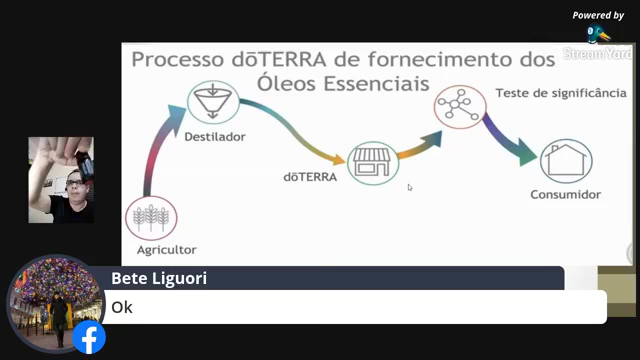 Powered by
StreamYard
Processo dōTERRA de fornecimento dos
Óleos Essenciais
Teste de significância
Destilador
dōTERRA
Consumidor
Agricultor
Bete Liguori
Ok